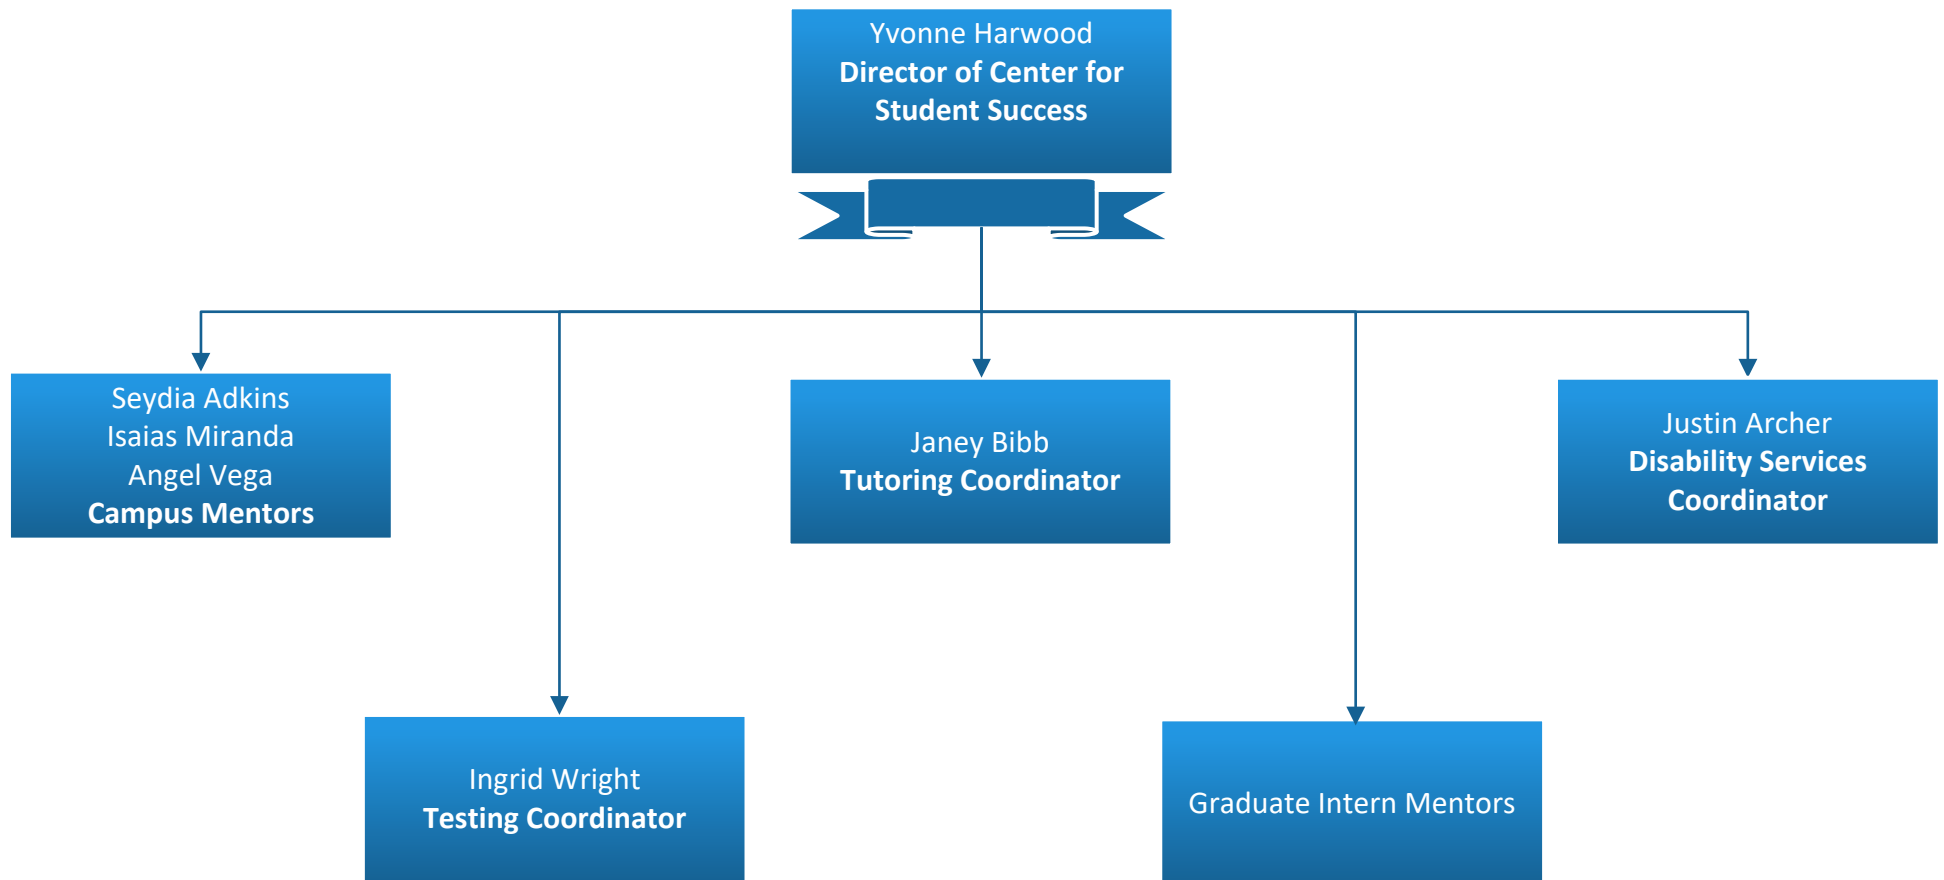 Yvonne Harwood
Director of Center for
Student Success
Seydia Adkins
Isaias Miranda
Angel Vega
Campus Mentors
Janey Bibb
Tutoring Coordinator
Justin Archer
Disability Services
Coordinator
Ingrid Wright
Testing Coordinator
Graduate Intern Mentors